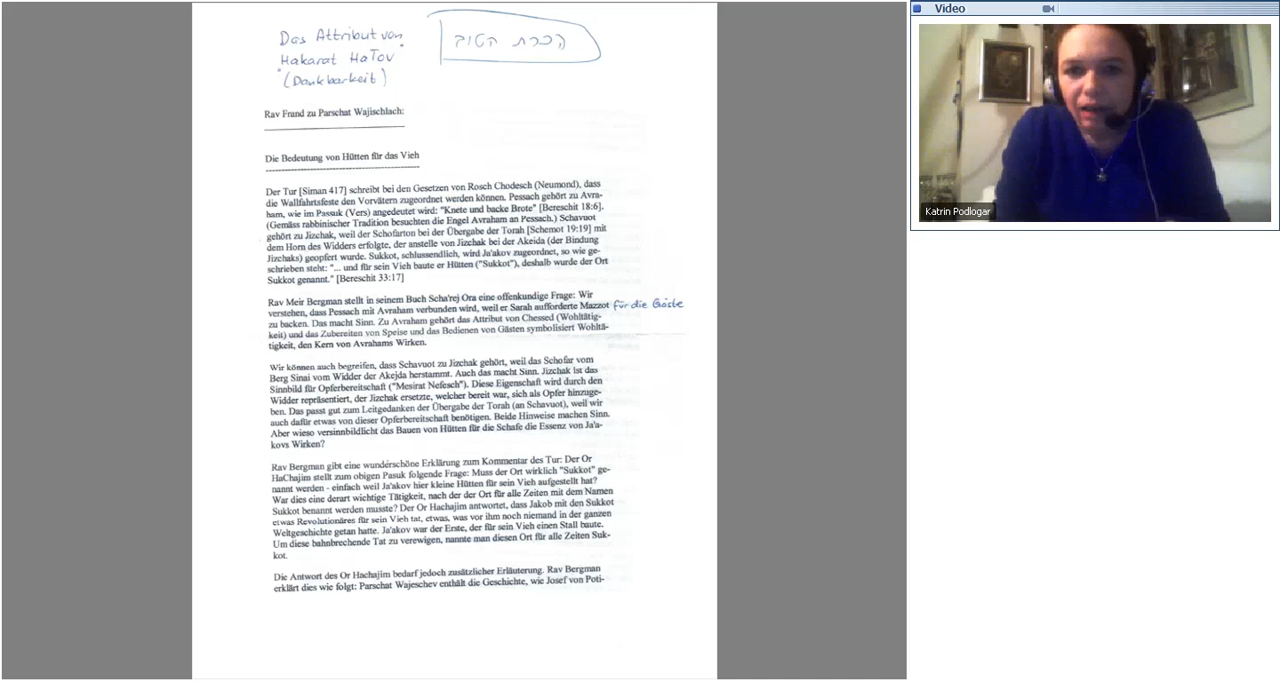 Das Attribut von
"Hakarat HaTov"
(Dankbarkeit)
הכרת הטוב
Rav Frand zu Parschat Wajischlach:
Die Bedeutung von Hütten für das Vieh
Der Tur [Siman 417] schreibt bei den Gesetzen von Rosch Chodesch (Neumond), dass
die Wallfahrtsfeste den Vorvätern zugeordnet werden können. Pessach gehört zu Avra-
ham, wie im Passuk (Vers) angedeutet wird: "Knete und backe Brote" [Bereschit 18:6].
(Gemäss rabbinischer Tradition besuchten die Engel Avraham an Pessach.) Schavuot
gehört zu Jizchak, weil der Schofarton bei der Übergabe der Torah [Schemot 19:19] mit
dem Horn des Widders erfolgte, der anstelle von Jizchak bei der Akeida (der Bindung
Jizchaks) geopfert wurde. Sukkot, schlussendlich, wird Ja'akov zugeordnet, so wie ge-
schrieben steht: "... und für sein Vieh baute er Hütten ("Sukkot"), deshalb wurde der Ort
Sukkot genannt." [Bereschit 33:17]
Rav Meir Bergman stellt in seinem Buch Scha'rej Ora eine offenkundige Frage: Wir
verstehen, dass Pessach mit Avraham verbunden wird, weil er Sarah aufforderte Mazzot für die Gäste
zu backen. Das macht Sinn. Zu Avraham gehört das Attribut von Chessed (Wohltätig-
keit) und das Zubereiten von Speise und das Bedienen von Gästen symbolisiert Wohltä-
tigkeit, den Kern von Avrahams Wirken.
Wir können auch begreifen, dass Schavuot zu Jizchak gehört, weil das Schofar vom
Berg Sinai vom Widder der Akejda herstammt. Auch das macht Sinn. Jizchak ist das
Sinnbild für Opferbereitschaft ("Mesirat Nefesch"). Diese Eigenschaft wird durch den
Widder repräsentiert, der Jizchak ersetzte, welcher bereit war, sich als Opfer hinzuge-
ben. Das passt gut zum Leitgedanken der Übergabe der Torah (an Schavuot), weil wir
auch dafür etwas von dieser Opferbereitschaft benötigen. Beide Hinweise machen Sinn.
Aber wieso versinnbildlicht das Bauen von Hütten für die Schafe die Essenz von Ja'a-
kovs Wirken?
Rav Bergman gibt eine wunderschöne Erklärung zum Kommentar des Tur: Der Or
HaChajim stellt zum obigen Pasuk folgende Frage: Muss der Ort wirklich "Sukkot" ge-
nannt werden - einfach weil Ja'akov hier kleine Hütten für sein Vieh aufgestellt hat?
War dies eine derart wichtige Tätigkeit, nach der der Ort für alle Zeiten mit dem Namen
Sukkot benannt werden musste? Der Or Hachajim antwortet, dass Jakob mit den Sukkot
etwas Revolutionäres für sein Vieh tat, etwas, was vor ihm noch niemand in der ganzen
Weltgeschichte getan hatte. Ja'akov war der Erste, der für sein Vieh einen Stall baute.
Um diese bahnbrechende Tat zu verewigen, nannte man diesen Ort für alle Zeiten Suk-
kot.
Die Antwort des Or Hachajim bedarf jedoch zusätzlicher Erläuterung. Rav Bergman
erklärt dies wie folgt: Parschat Wajeschev enthält die Geschichte, wie Josef von Poti-
Video
Katrin Podlogar